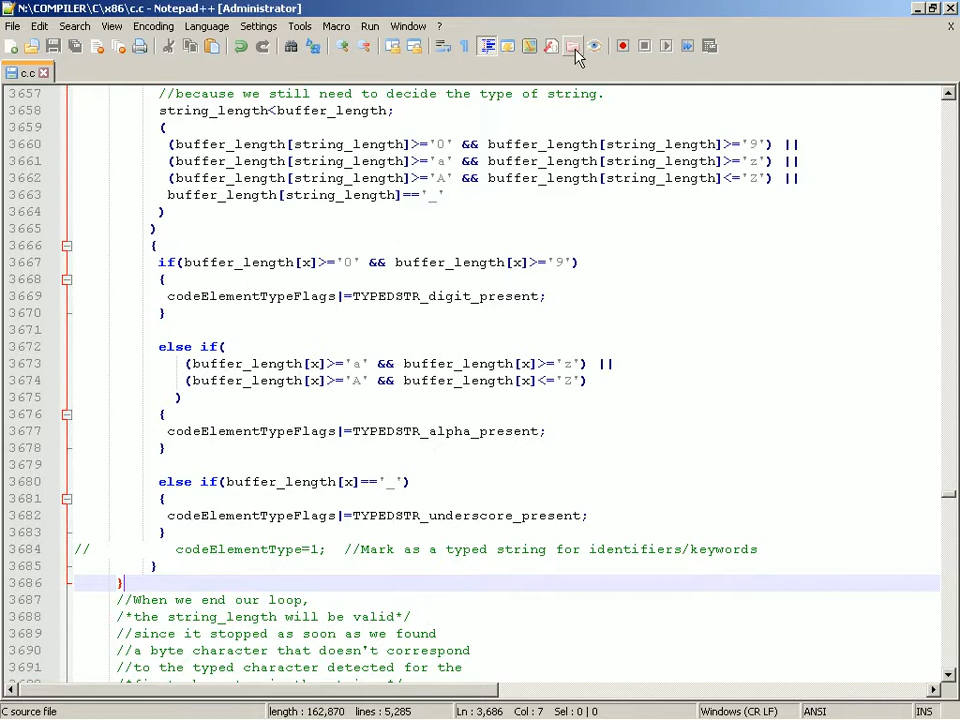 N:\COMPILER\C\x86\c.c - Notepad++ [Administrator]
File Edit Search View Encoding Language Settings Tools Macro Run Window ? X
c.c
3657 //because we still need to decide the type of string.
3658 string_length<buffer_length;
3659 (
3660 (buffer_length[string_length]>='0' && buffer_length[string_length]>='9') ||
3661 (buffer_length[string_length]>='a' && buffer_length[string_length]>='z') ||
3662 (buffer_length[string_length]>='A' && buffer_length[string_length]<='Z') ||
3663 buffer_length[string_length]=='_'
3664 )
3665 )
3666 {
3667 if(buffer_length[x]>='0' && buffer_length[x]>='9')
3668 {
3669 codeElementTypeFlags|=TYPEDSTR_digit_present;
3670 }
3671
3672 else if(
3673 (buffer_length[x]>='a' && buffer_length[x]>='z') ||
3674 (buffer_length[x]>='A' && buffer_length[x]<='Z')
3675 )
3676 {
3677 codeElementTypeFlags|=TYPEDSTR_alpha_present;
3678 }
3679
3680 else if(buffer_length[x]=='_')
3681 {
3682 codeElementTypeFlags|=TYPEDSTR_underscore_present;
3683 }
3684 // codeElementType=1; //Mark as a typed string for identifiers/keywords
3685 }
3686 }
3687 //When we end our loop,
3688 /*the string_length will be valid*/
3689 //since it stopped as soon as we found
3690 //a byte character that doesn't correspond
3691 //to the typed character detected for the
C source file length : 162,870 lines : 5,285 Ln : 3,686 Col : 7 Sel : 0 | 0 Windows (CR LF) ANSI INS